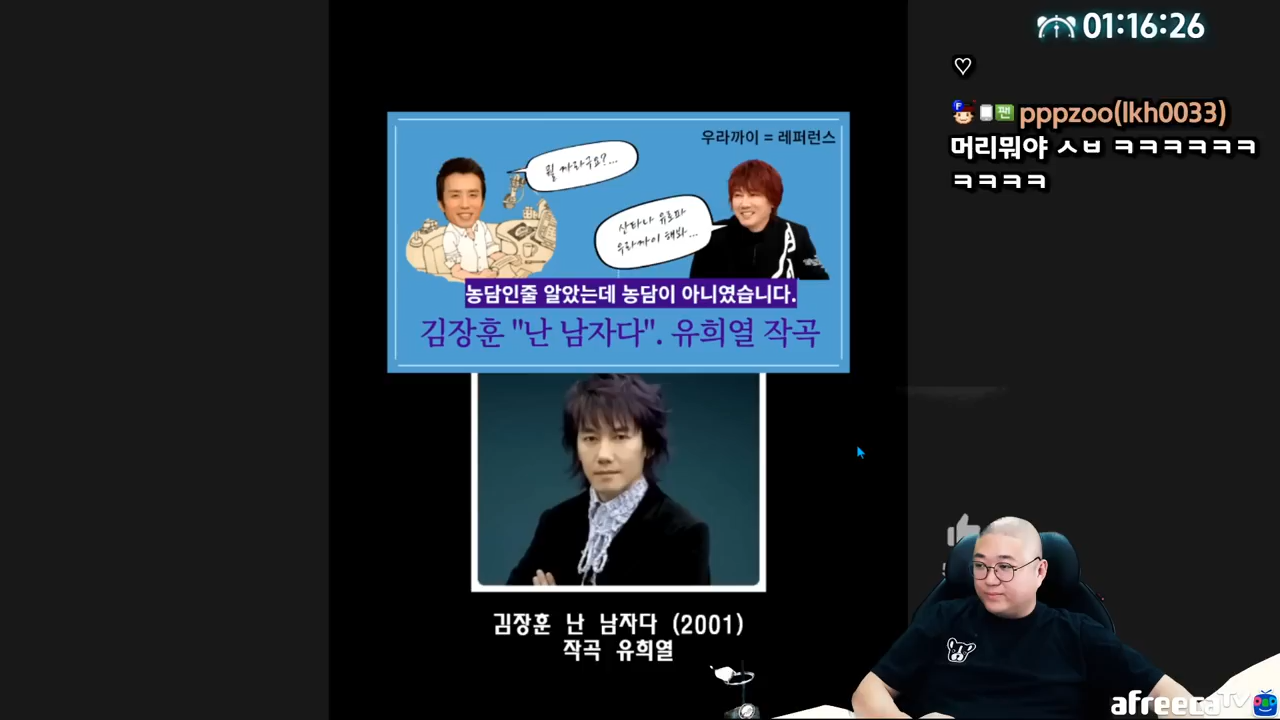 01:16:26
♡
pppzoo(lkh0033)
머리뭐야 ㅅㅂ ㅋㅋㅋㅋㅋㅋ
ㅋㅋㅋㅋ
우라까이 = 레퍼런스
뭘 까라구요?...
산타나 유로파
우라까이 해와...
농담인줄 알았는데 농담이 아니였습니다.
김장훈 "난 남자다". 유희열 작곡
김장훈 난 남자다 (2001)
작곡 유희열
afreecaTV